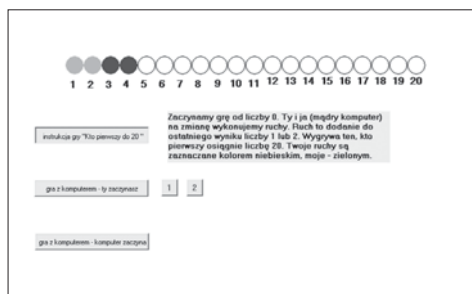 1 2 3 4 5 6 7 8 9 10 11 12 13 14 15 16 17 18 19 20
instrukcja gry "Kto pierwszy do 20"
Zaczynamy grę od liczby 0. Ty i ja (mądry komputer)
na zmianę wykonujemy ruchy. Ruch to dodanie do
ostatniego wyniku liczby 1 lub 2. Wygrywa ten, kto
pierwszy osiągnie liczbę 20. Twoje ruchy są
zaznaczane kolorem niebieskim, moje - zielonym.
gra z komputerem - ty zaczynasz
1 2
gra z komputerem - komputer zaczyna